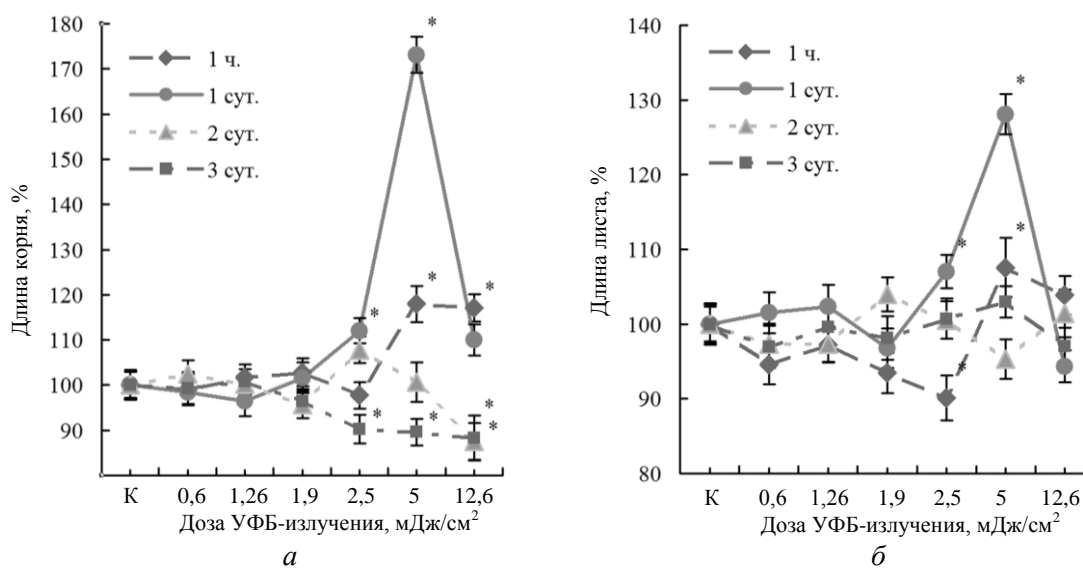 180
170
160
150
140
130
120
110
100
90
Длина корня, %
1 ч.
1 сут.
2 сут.
3 сут.
*
*
*
*
*
*
*
*
К 0,6 1,26 1,9 2,5 5 12,6
Доза УФБ-излучения, мДж/см²
а
140
130
120
110
100
90
80
Длина листа, %
1 ч.
1 сут.
2 сут.
3 сут.
*
*
*
*
К 0,6 1,26 1,9 2,5 5 12,6
Доза УФБ-излучения, мДж/см²
б